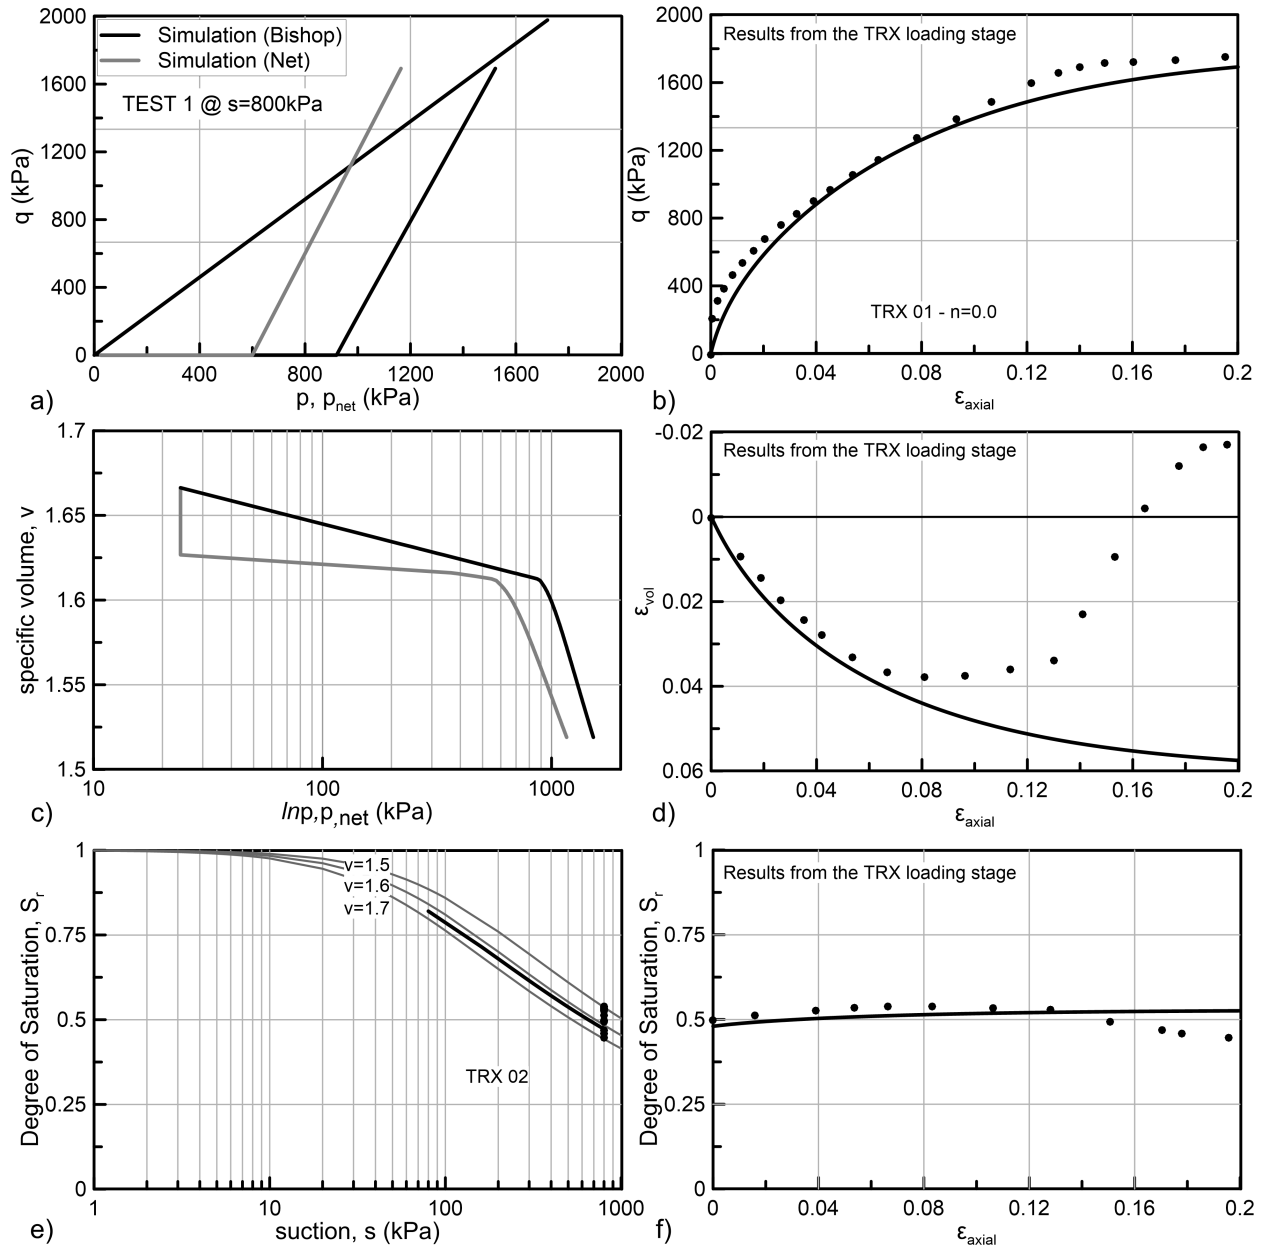 2000
1600
1200
800
400
0
q (kPa)
Simulation (Bishop)
Simulation (Net)
TEST 1 @ s=800kPa
0 400 800 1200 1600 2000
p, pnet (kPa)
a)
2000
1600
1200
800
400
0
q (kPa)
Results from the TRX loading stage
TRX 01 - n=0.0
0 0.04 0.08 0.12 0.16 0.2
εaxial
b)
1.7
1.65
1.6
1.55
1.5
specific volume, v
10 100 1000
lnp,p,net (kPa)
c)
-0.02
0
0.02
0.04
0.06
εvol
Results from the TRX loading stage
0 0.04 0.08 0.12 0.16 0.2
εaxial
d)
1
0.75
0.5
0.25
0
Degree of Saturation, Sr
v=1.5
v=1.6
v=1.7
TRX 02
1 10 100 1000
suction, s (kPa)
e)
1
0.75
0.5
0.25
0
Degree of Saturation, Sr
Results from the TRX loading stage
0 0.04 0.08 0.12 0.16 0.2
εaxial
f)